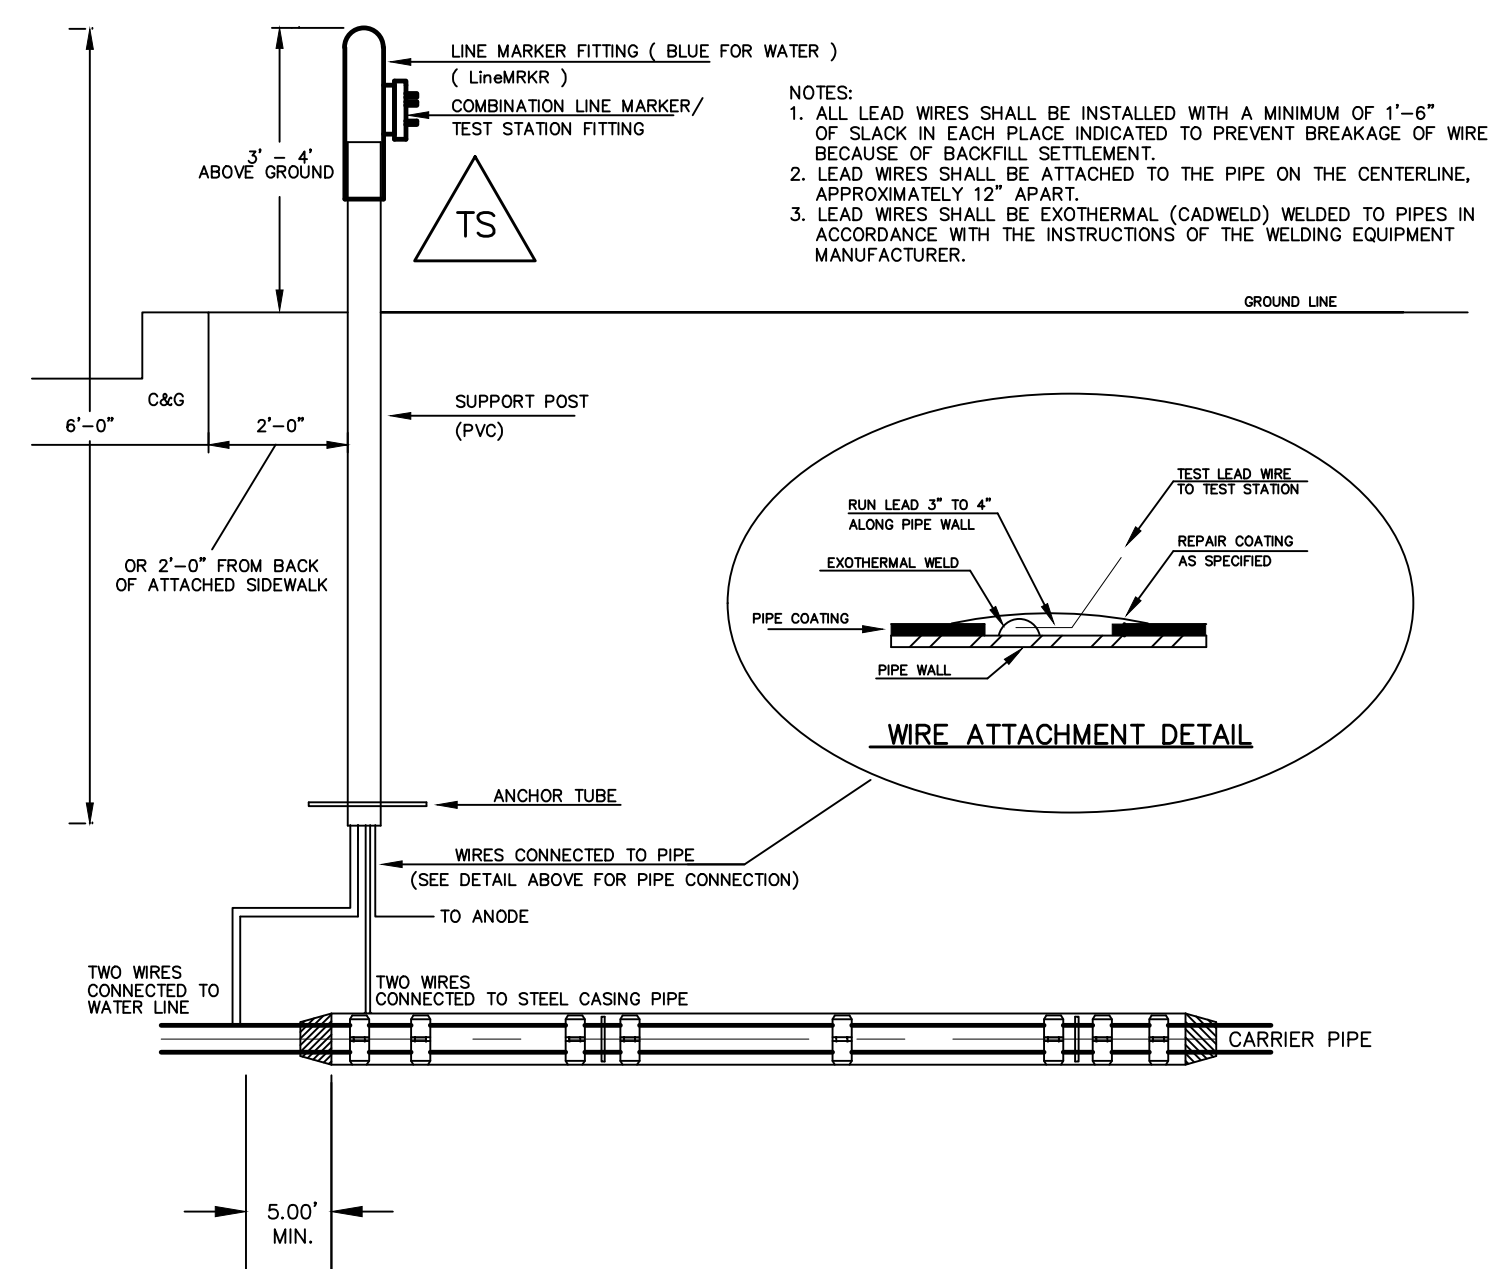 LINE MARKER FITTING ( BLUE FOR WATER )
( LineMRKR )
COMBINATION LINE MARKER/
TEST STATION FITTING
3' – 4'
ABOVE GROUND
TS
NOTES:
1. ALL LEAD WIRES SHALL BE INSTALLED WITH A MINIMUM OF 1'–6"
OF SLACK IN EACH PLACE INDICATED TO PREVENT BREAKAGE OF WIRE
BECAUSE OF BACKFILL SETTLEMENT.
2. LEAD WIRES SHALL BE ATTACHED TO THE PIPE ON THE CENTERLINE,
APPROXIMATELY 12" APART.
3. LEAD WIRES SHALL BE EXOTHERMAL (CADWELD) WELDED TO PIPES IN
ACCORDANCE WITH THE INSTRUCTIONS OF THE WELDING EQUIPMENT
MANUFACTURER.
GROUND LINE
C&G
6'–0"
2'–0"
SUPPORT POST
(PVC)
OR 2'–0" FROM BACK
OF ATTACHED SIDEWALK
TEST LEAD WIRE
TO TEST STATION
RUN LEAD 3" TO 4"
ALONG PIPE WALL
REPAIR COATING
AS SPECIFIED
EXOTHERMAL WELD
PIPE COATING
PIPE WALL
WIRE ATTACHMENT DETAIL
ANCHOR TUBE
WIRES CONNECTED TO PIPE
(SEE DETAIL ABOVE FOR PIPE CONNECTION)
TO ANODE
TWO WIRES
CONNECTED TO
WATER LINE
TWO WIRES
CONNECTED TO STEEL CASING PIPE
CARRIER PIPE
5.00'
MIN.